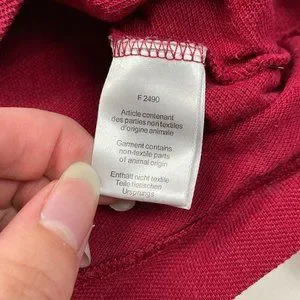 F 2490
Article contenant
des parties non textiles
d'origine animale
Garment contains
non-textile parts
of animal origin
Enthält nicht textile
Teile tierischen
Ursprungs